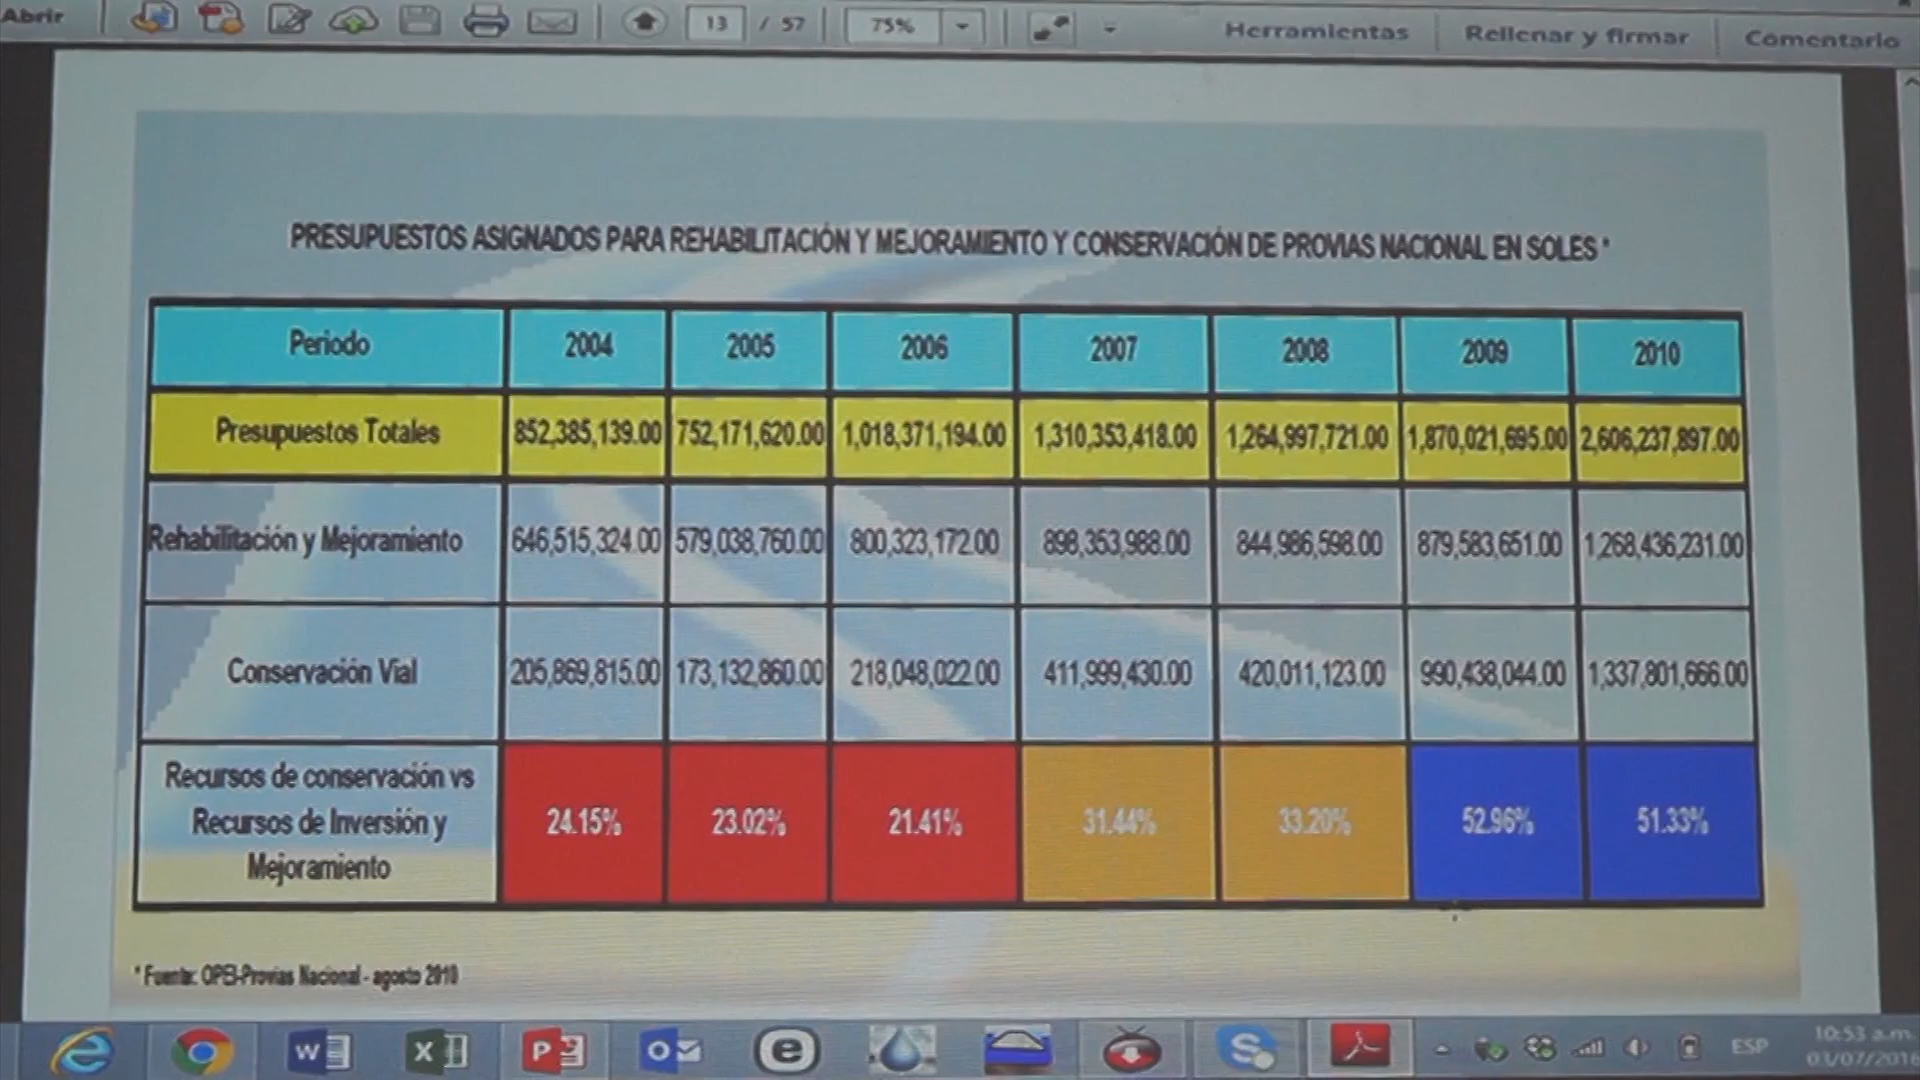 Abrir 13 / 57 75% Herramientas Rellenar y firmar Comentario
PRESUPUESTOS ASIGNADOS PARA REHABILITACIÓN Y MEJORAMIENTO Y CONSERVACIÓN DE PROVIAS NACIONAL EN SOLES *
Periodo 2004 2005 2006 2007 2008 2009 2010
Presupuestos Totales 852,385,139.00 752,171,620.00 1,018,371,194.00 1,310,353,418.00 1,264,997,721.00 1,870,021,695.00 2,606,237,897.00
Rehabilitación y Mejoramiento 646,515,324.00 579,038,760.00 800,323,172.00 898,353,988.00 844,986,598.00 879,583,651.00 1,268,436,231.00
Conservación Vial 205,869,815.00 173,132,860.00 218,048,022.00 411,999,430.00 420,011,123.00 990,438,044.00 1,337,801,666.00
Recursos de conservación vs
Recursos de Inversión y 24.15% 23.02% 21.41% 31.44% 33.20% 52.96% 51.33%
Mejoramiento
* Fuente: OPEI-Provias Nacional - agosto 2010
ESP 10:53 a.m.
03/07/2018